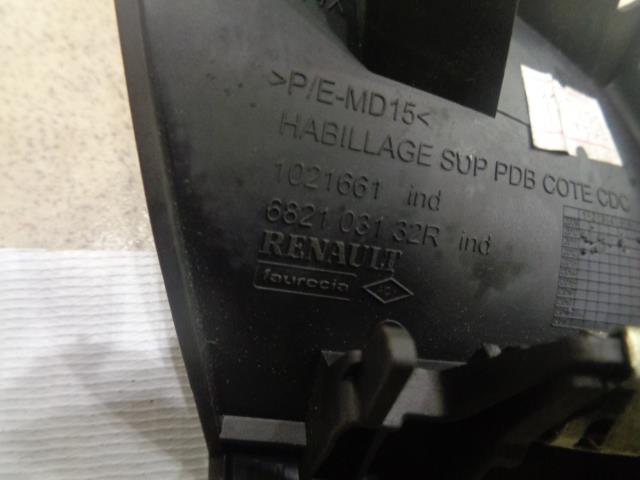 >P/E-MD15<
HABILLAGE SUP PDB COTE CDC
1021661 ind
6821 031 32R ind
RENAULT
faurecia